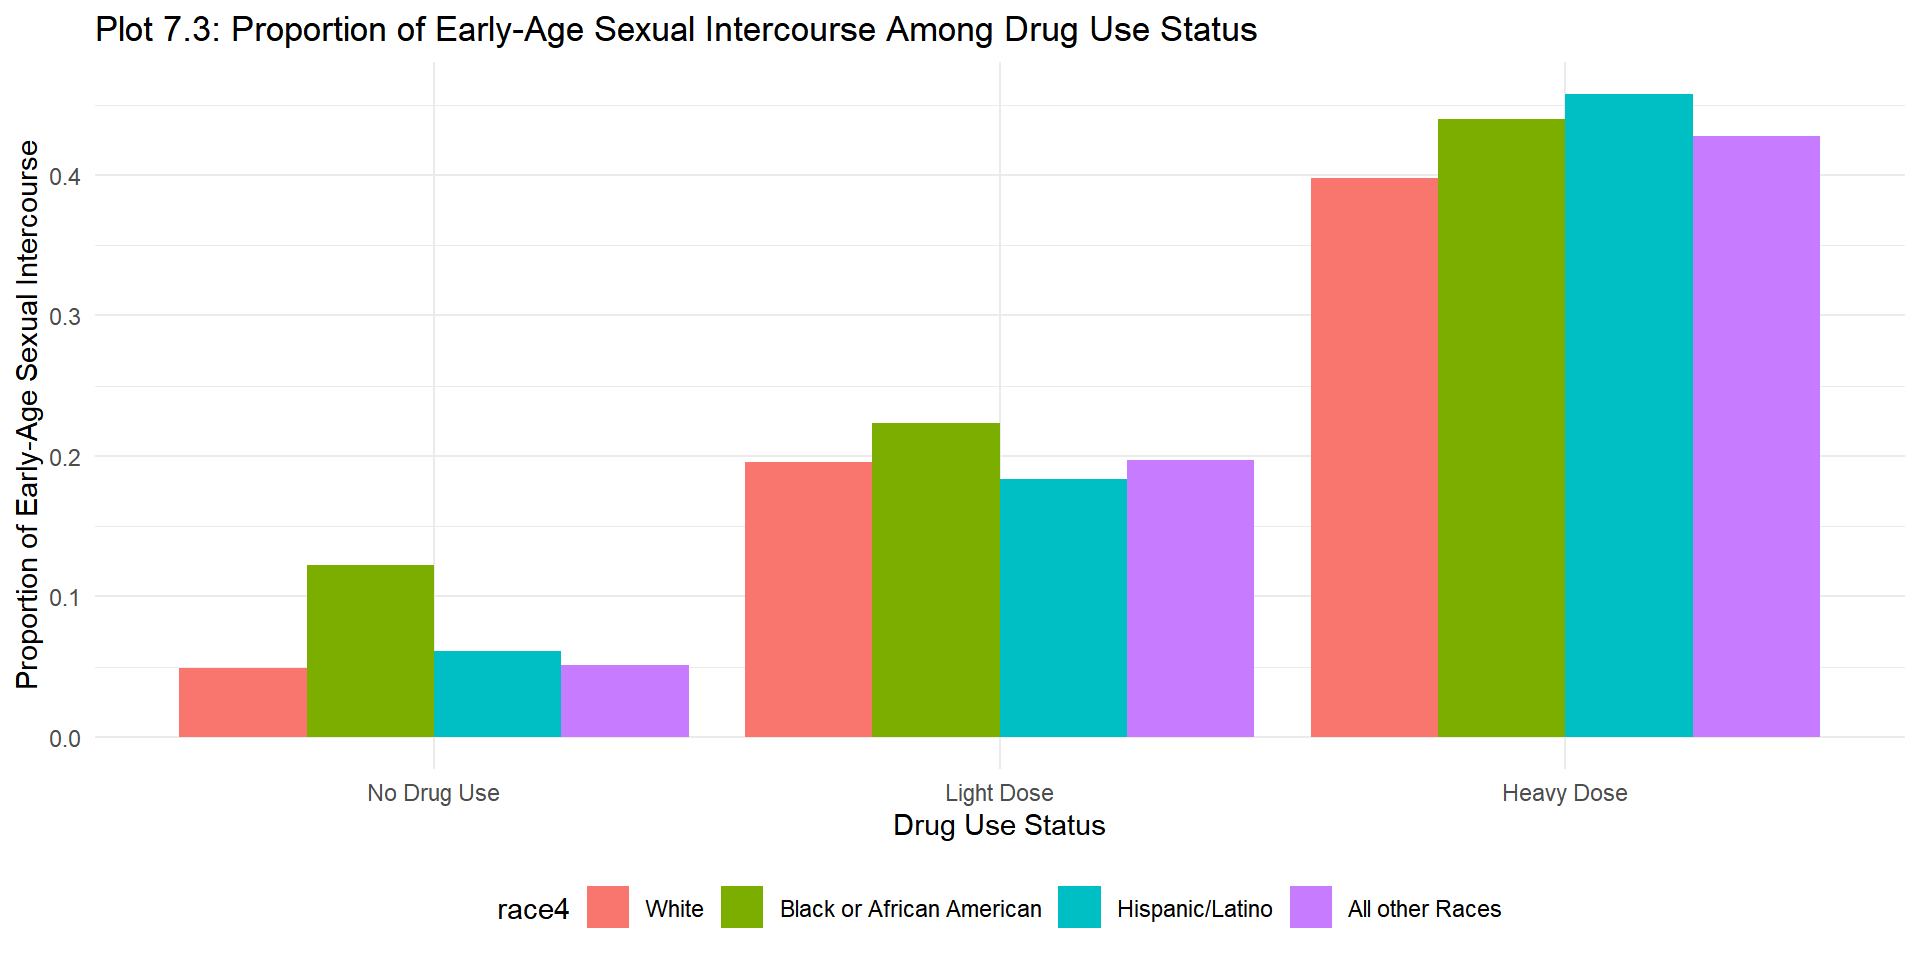 Plot 7.3: Proportion of Early-Age Sexual Intercourse Among Drug Use Status
Proportion of Early-Age Sexual Intercourse
0.4
0.3
0.2
0.1
0.0
No Drug Use
Light Dose
Heavy Dose
Drug Use Status
race4
White
Black or African American
Hispanic/Latino
All other Races